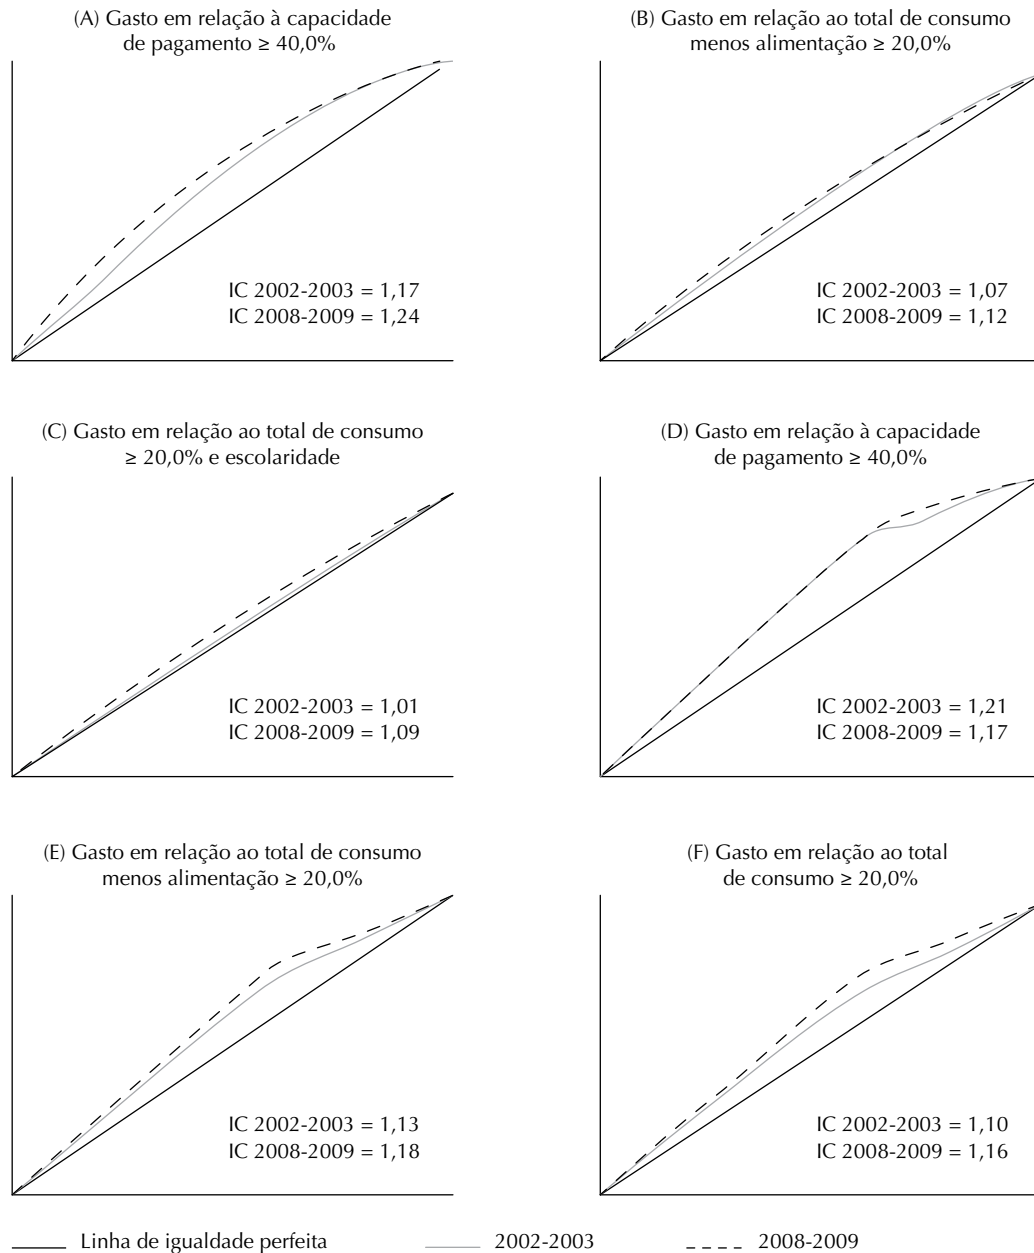 (A) Gasto em relação à capacidade
de pagamento ≥ 40,0%
(B) Gasto em relação ao total de consumo
menos alimentação ≥ 20,0%
IC 2002-2003 = 1,17
IC 2008-2009 = 1,24
IC 2002-2003 = 1,07
IC 2008-2009 = 1,12
(C) Gasto em relação ao total de consumo
≥ 20,0% e escolaridade
(D) Gasto em relação à capacidade
de pagamento ≥ 40,0%
IC 2002-2003 = 1,01
IC 2008-2009 = 1,09
IC 2002-2003 = 1,21
IC 2008-2009 = 1,17
(E) Gasto em relação ao total de consumo
menos alimentação ≥ 20,0%
(F) Gasto em relação ao total
de consumo ≥ 20,0%
IC 2002-2003 = 1,13
IC 2008-2009 = 1,18
IC 2002-2003 = 1,10
IC 2008-2009 = 1,16
Linha de igualdade perfeita
2002-2003
2008-2009